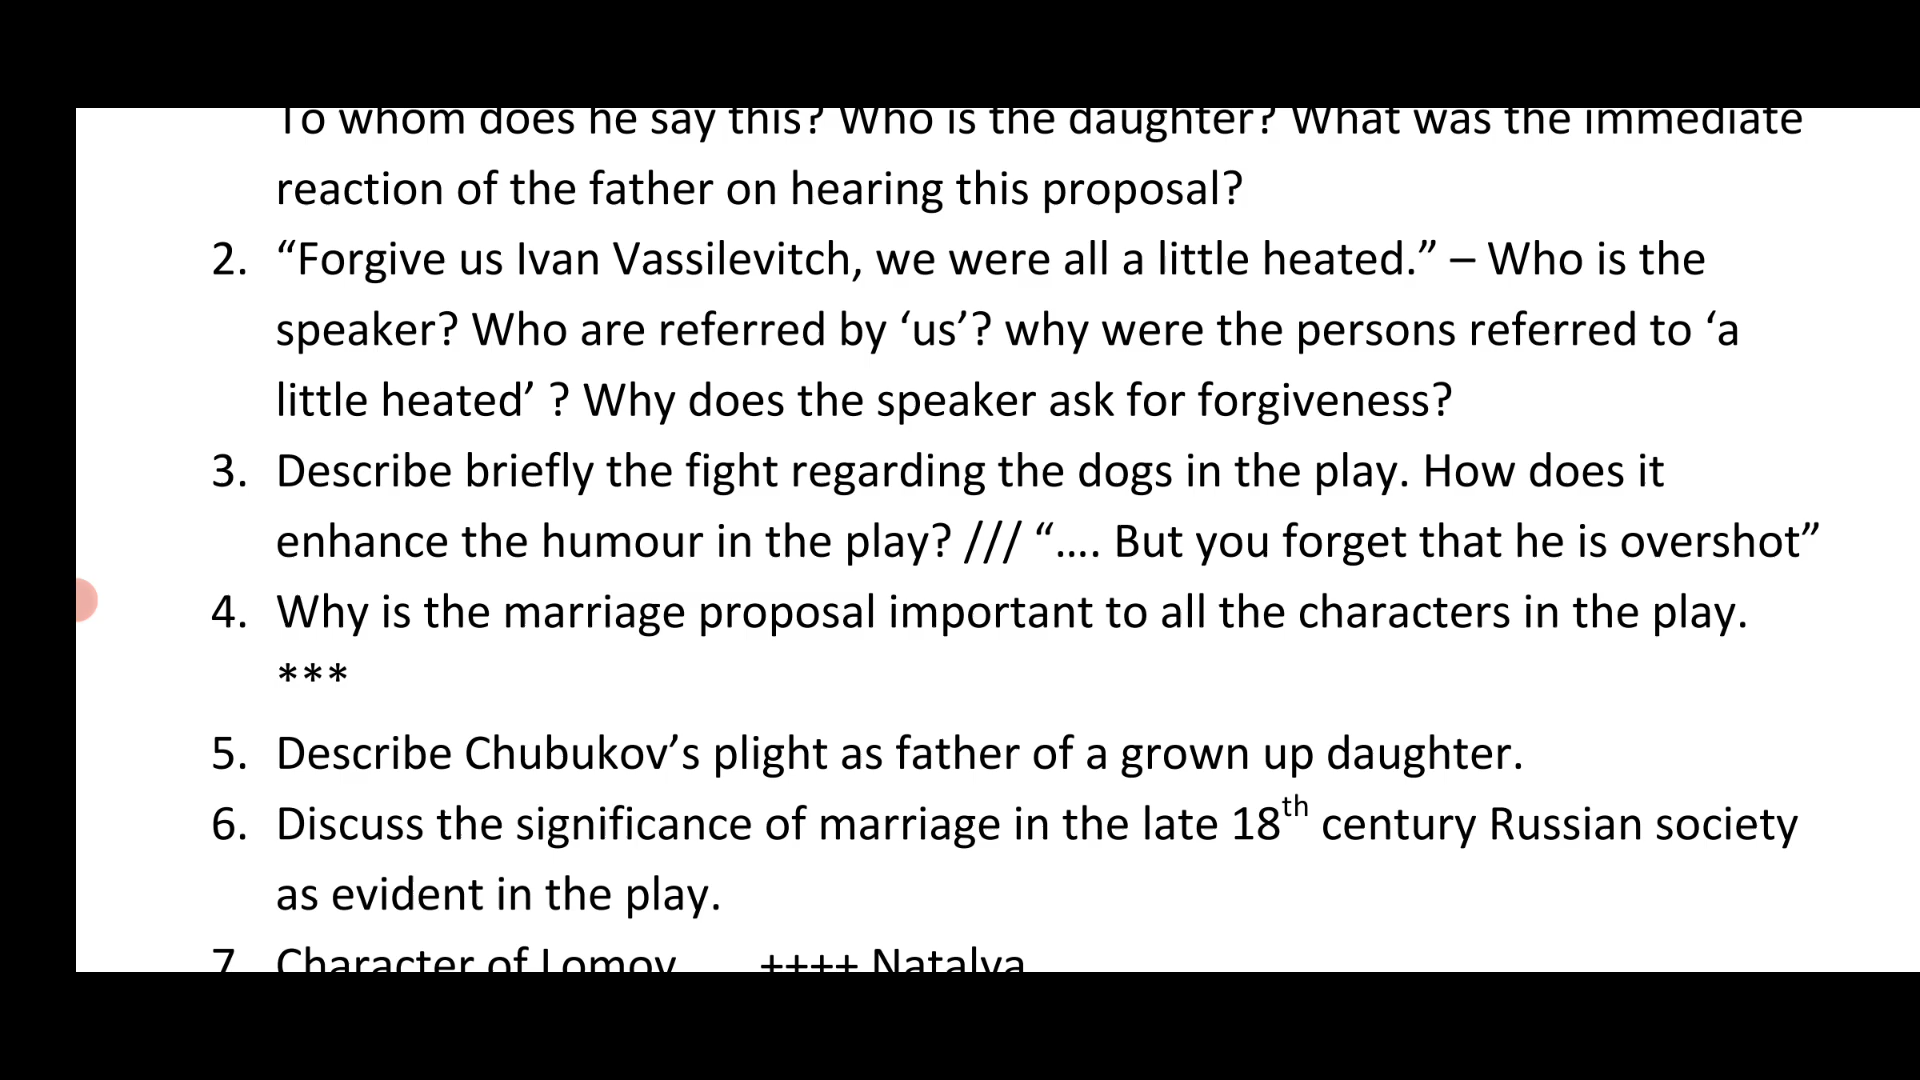 To whom does he say this? Who is the daughter? What was the immediate
reaction of the father on hearing this proposal?
2. “Forgive us Ivan Vassilevitch, we were all a little heated.” – Who is the
speaker? Who are referred by ‘us’? why were the persons referred to ‘a
little heated’ ? Why does the speaker ask for forgiveness?
3. Describe briefly the fight regarding the dogs in the play. How does it
enhance the humour in the play? /// “…. But you forget that he is overshot”
4. Why is the marriage proposal important to all the characters in the play.
***
5. Describe Chubukov’s plight as father of a grown up daughter.
6. Discuss the significance of marriage in the late 18th century Russian society
as evident in the play.
7. Character of Lomov ++++ Natalya